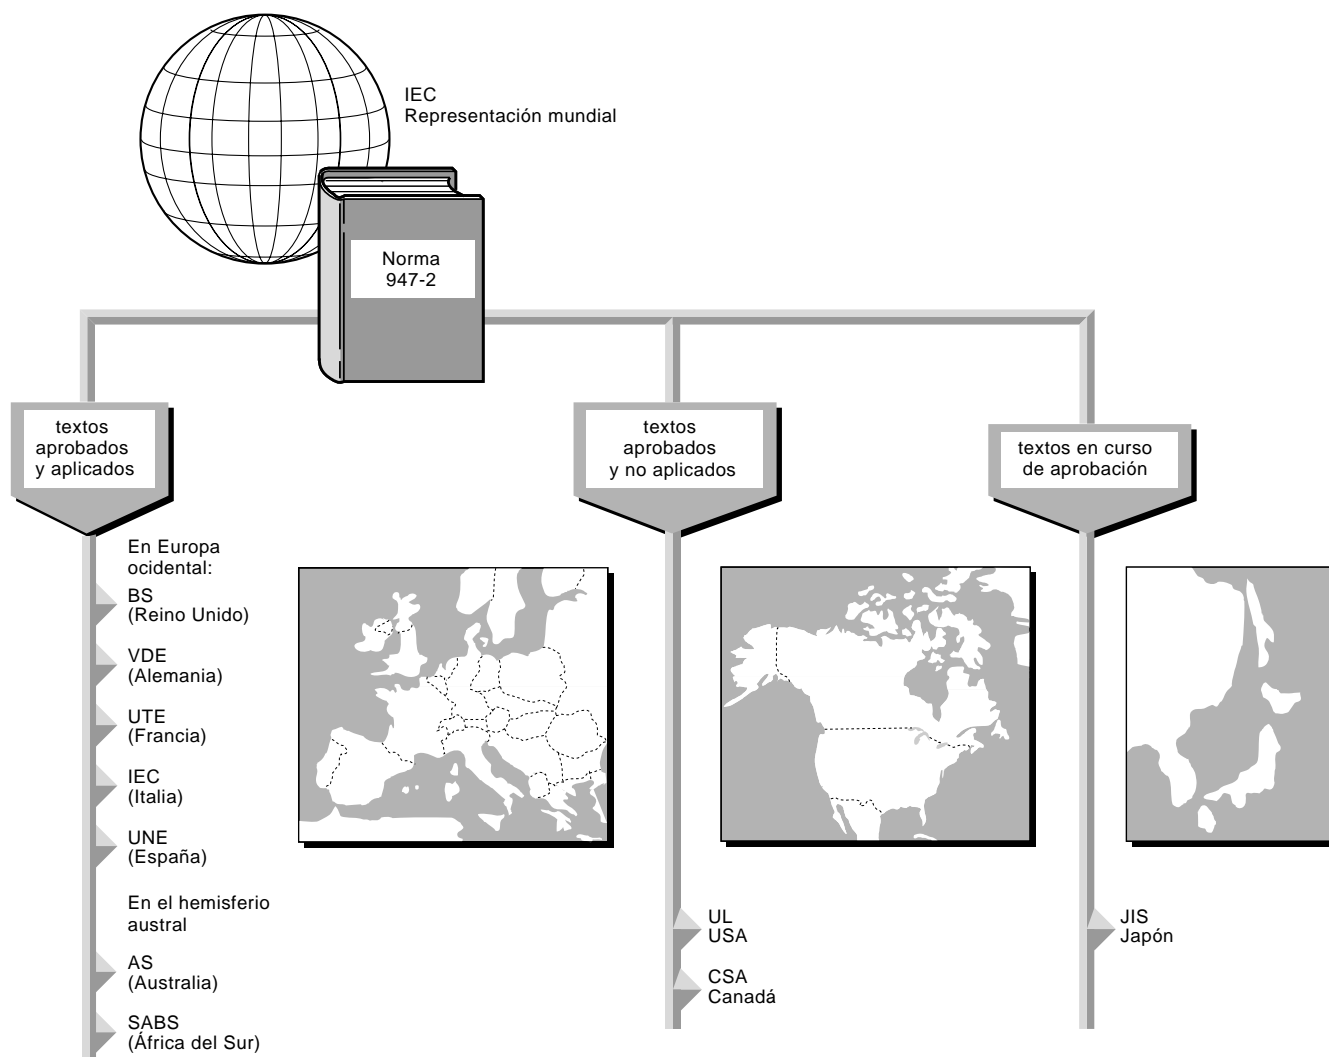 IEC
Representación mundial
Norma
947-2
textos
aprobados
y aplicados
En Europa
ocidental:
BS
(Reino Unido)
VDE
(Alemania)
UTE
(Francia)
IEC
(Italia)
UNE
(España)
En el hemisferio
austral
AS
(Australia)
SABS
(África del Sur)
textos
aprobados
y no aplicados
UL
USA
CSA
Canadá
textos en curso
de aprobación
JIS
Japón